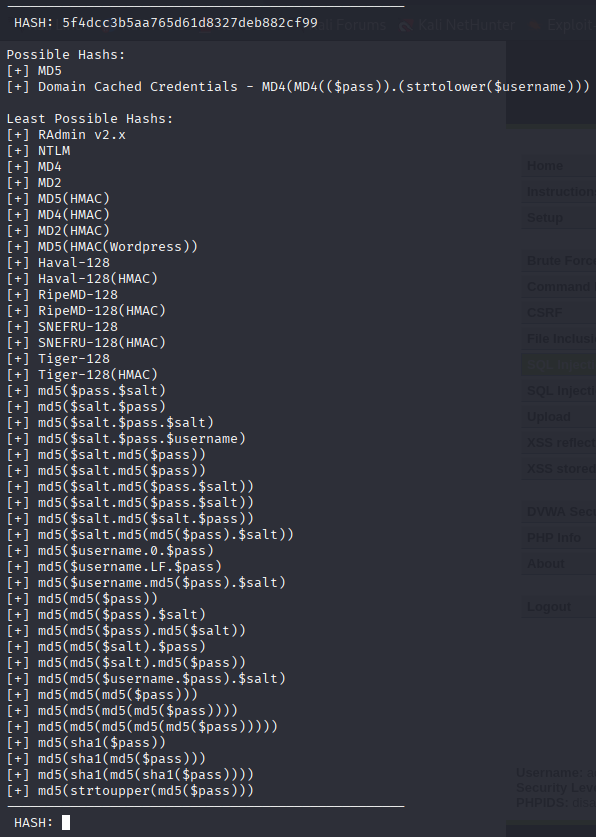 HASH: 5f4dcc3b5aa765d61d8327deb882cf99
Forums Kali NetHunter Exploit
Possible Hashs:
[+] MD5
[+] Domain Cached Credentials - MD4(MD4(($pass)).(strtolower($username)))
Least Possible Hashs:
[+] RAdmin v2.x
[+] NTLM
[+] MD4
[+] MD2
[+] MD5(HMAC)
[+] MD4(HMAC)
[+] MD2(HMAC)
[+] MD5(HMAC(Wordpress))
[+] Haval-128
[+] Haval-128(HMAC)
[+] RipeMD-128
[+] RipeMD-128(HMAC)
[+] SNEFRU-128
[+] SNEFRU-128(HMAC)
[+] Tiger-128
[+] Tiger-128(HMAC)
[+] md5($pass.$salt)
[+] md5($salt.$pass)
[+] md5($salt.$pass.$salt)
[+] md5($salt.$pass.$username)
[+] md5($salt.md5($pass))
[+] md5($salt.md5($pass))
[+] md5($salt.md5($pass.$salt))
[+] md5($salt.md5($pass.$salt))
[+] md5($salt.md5($salt.$pass))
[+] md5($salt.md5(md5($pass).$salt))
[+] md5($username.0.$pass)
[+] md5($username.LF.$pass)
[+] md5($username.md5($pass).$salt)
[+] md5(md5($pass))
[+] md5(md5($pass).$salt)
[+] md5(md5($pass).md5($salt))
[+] md5(md5($salt).$pass)
[+] md5(md5($salt).md5($pass))
[+] md5(md5($username.$pass).$salt)
[+] md5(md5(md5($pass)))
[+] md5(md5(md5(md5($pass))))
[+] md5(md5(md5(md5(md5($pass)))))
[+] md5(sha1($pass))
[+] md5(sha1(md5($pass)))
[+] md5(sha1(md5(sha1($pass))))
[+] md5(strtoupper(md5($pass)))
HASH:
Home
Instruction
Setup
Brute Forc
Command
CSRF
File Inclus
SQL Injecti
Upload
XSS reflect
XSS stored
DVWA Sec
PHP Info
About
Logout
Username:
Security Lev
PHPIDS: dis